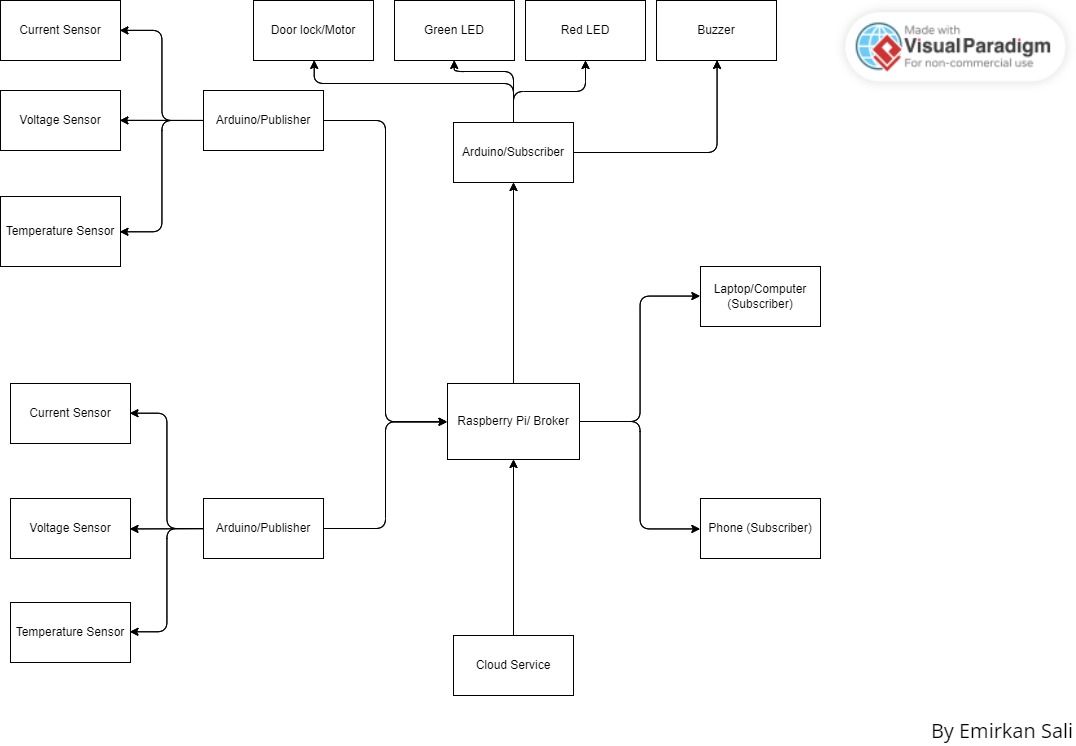 Current Sensor
Door lock/Motor
Green LED
Red LED
Buzzer
Made with
Visual Paradigm
For non-commercial use
Voltage Sensor
Arduino/Publisher
Arduino/Subscriber
Temperature Sensor
Laptop/Computer
(Subscriber)
Current Sensor
Raspberry Pi/ Broker
Voltage Sensor
Arduino/Publisher
Phone (Subscriber)
Temperature Sensor
Cloud Service
By Emirkan Sali